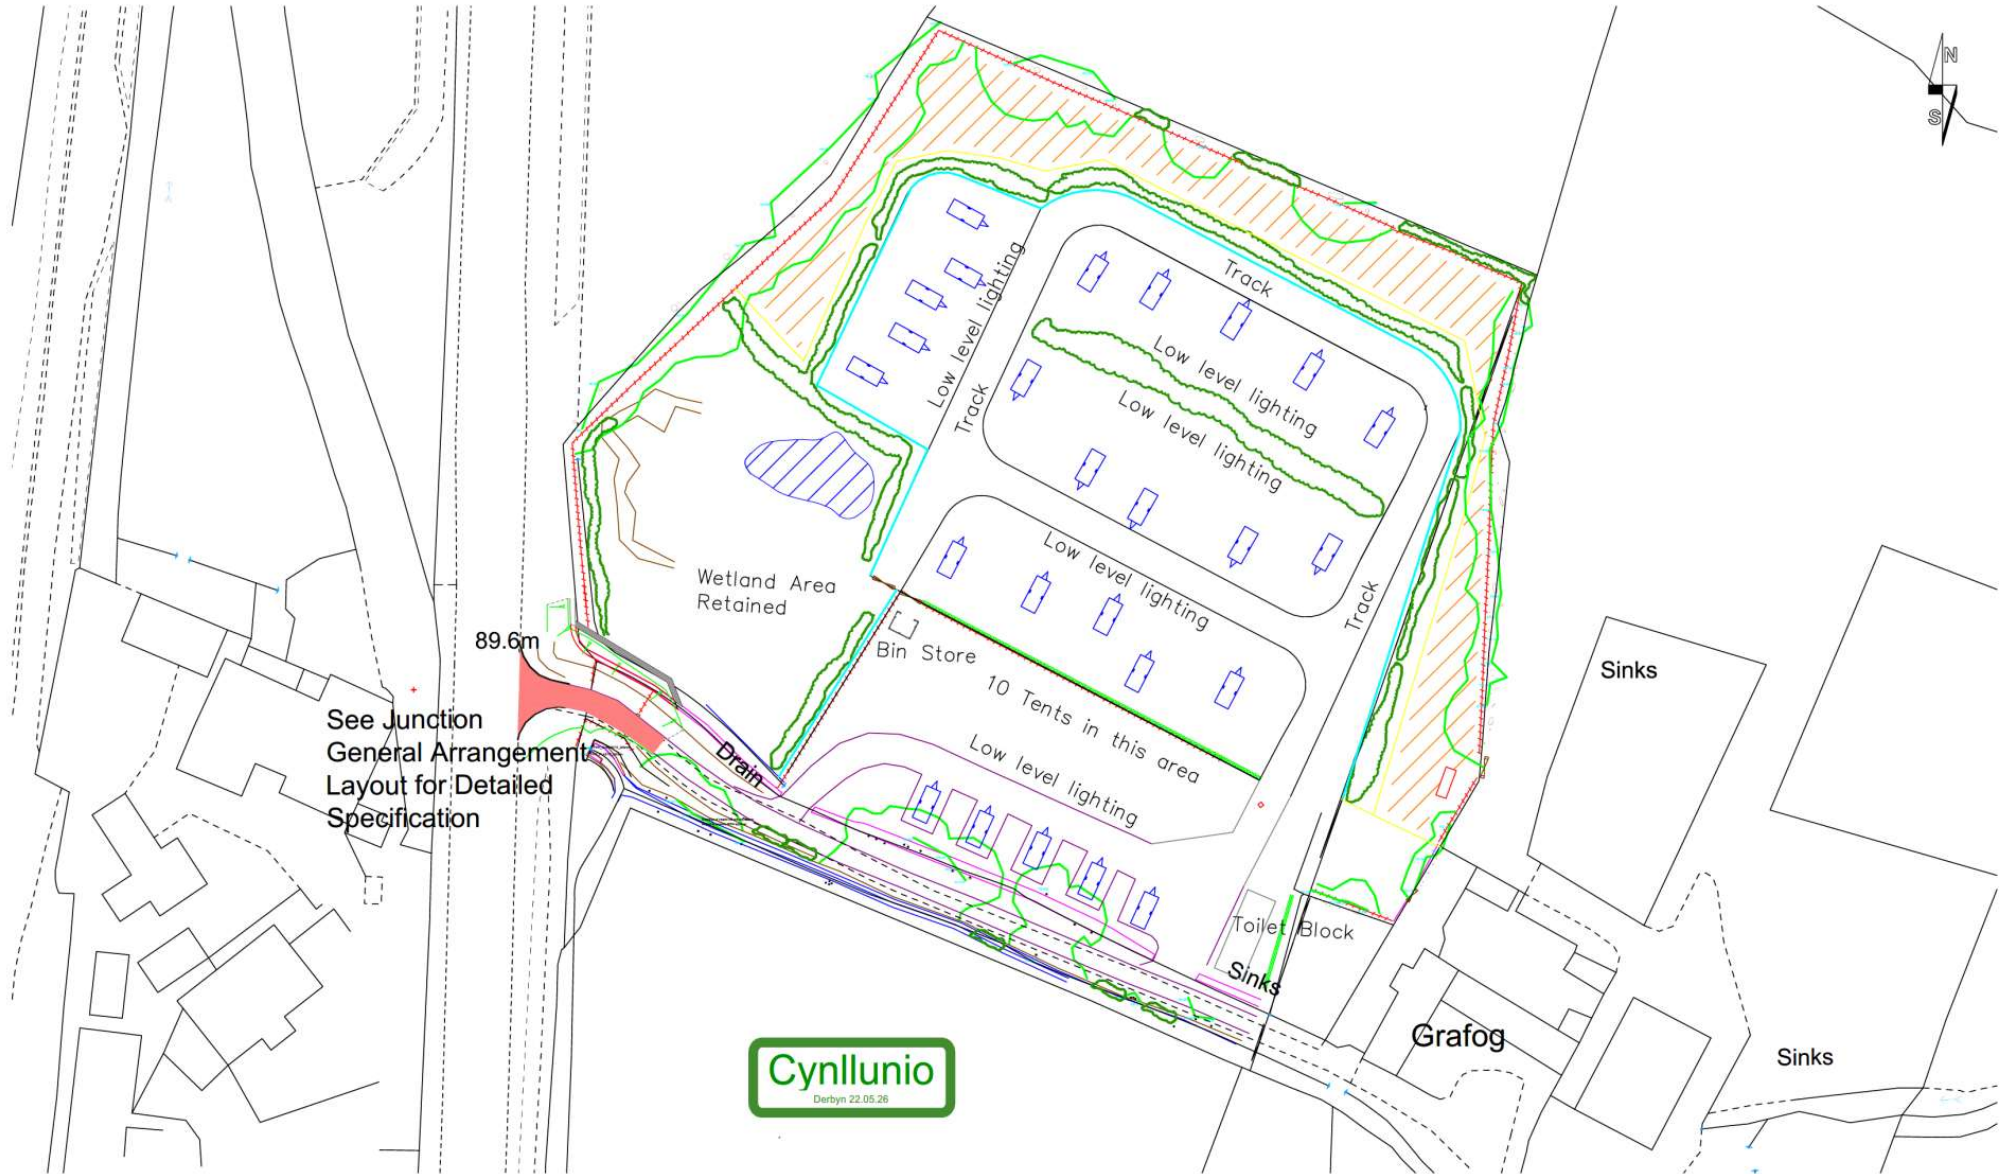 N
S
Track
Low level lighting
Low level lighting
Low level lighting
Track
Low level lighting
Track
Wetland Area
Retained
89.6m
Bin Store
10 Tents in this area
Low level lighting
See Junction
General Arrangement
Layout for Detailed
Specification
Drain
Toilet Block
Sinks
Sinks
Grafog
Sinks
Cynllunio
Derbyn 22.05.26